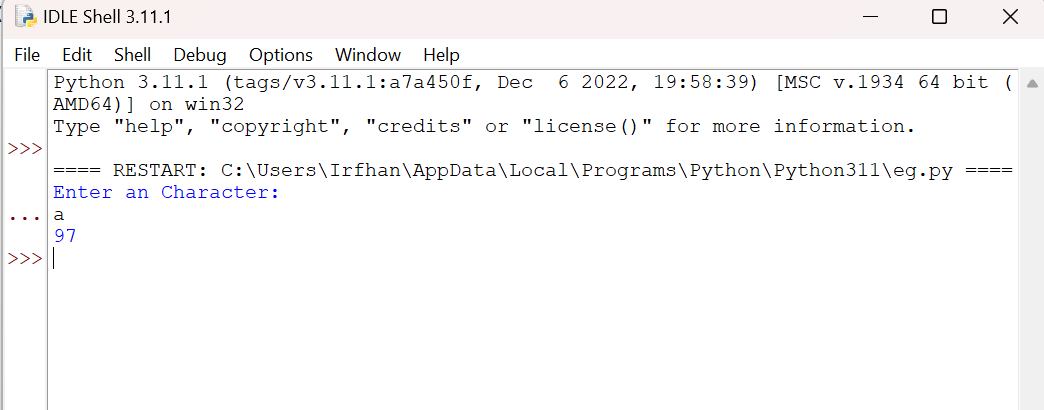 IDLE Shell 3.11.1
File Edit Shell Debug Options Window Help
Python 3.11.1 (tags/v3.11.1:a7a450f, Dec  6 2022, 19:58:39) [MSC v.1934 64 bit (
AMD64)] on win32
Type "help", "copyright", "credits" or "license()" for more information.
>>>
==== RESTART: C:\Users\Irfhan\AppData\Local\Programs\Python\Python311\eg.py ====
Enter an Character:
... a
97
>>>